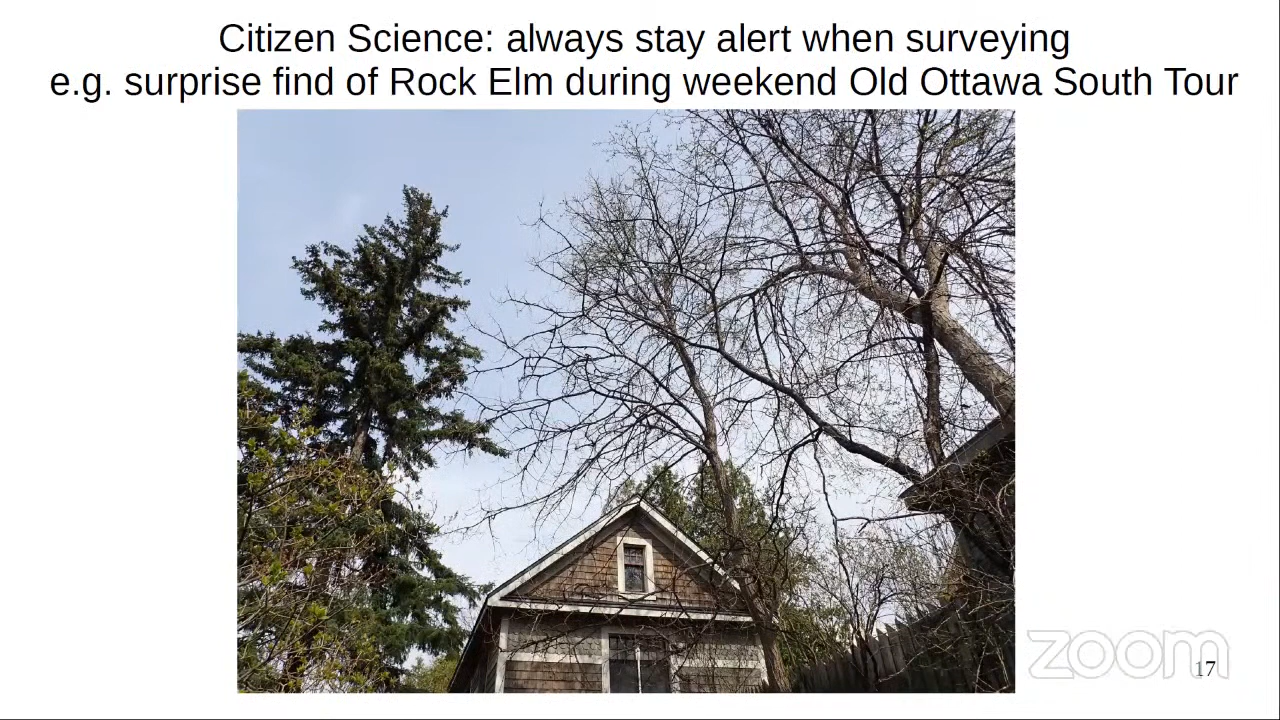 Citizen Science: always stay alert when surveying
e.g. surprise find of Rock Elm during weekend Old Ottawa South Tour
zoom
17